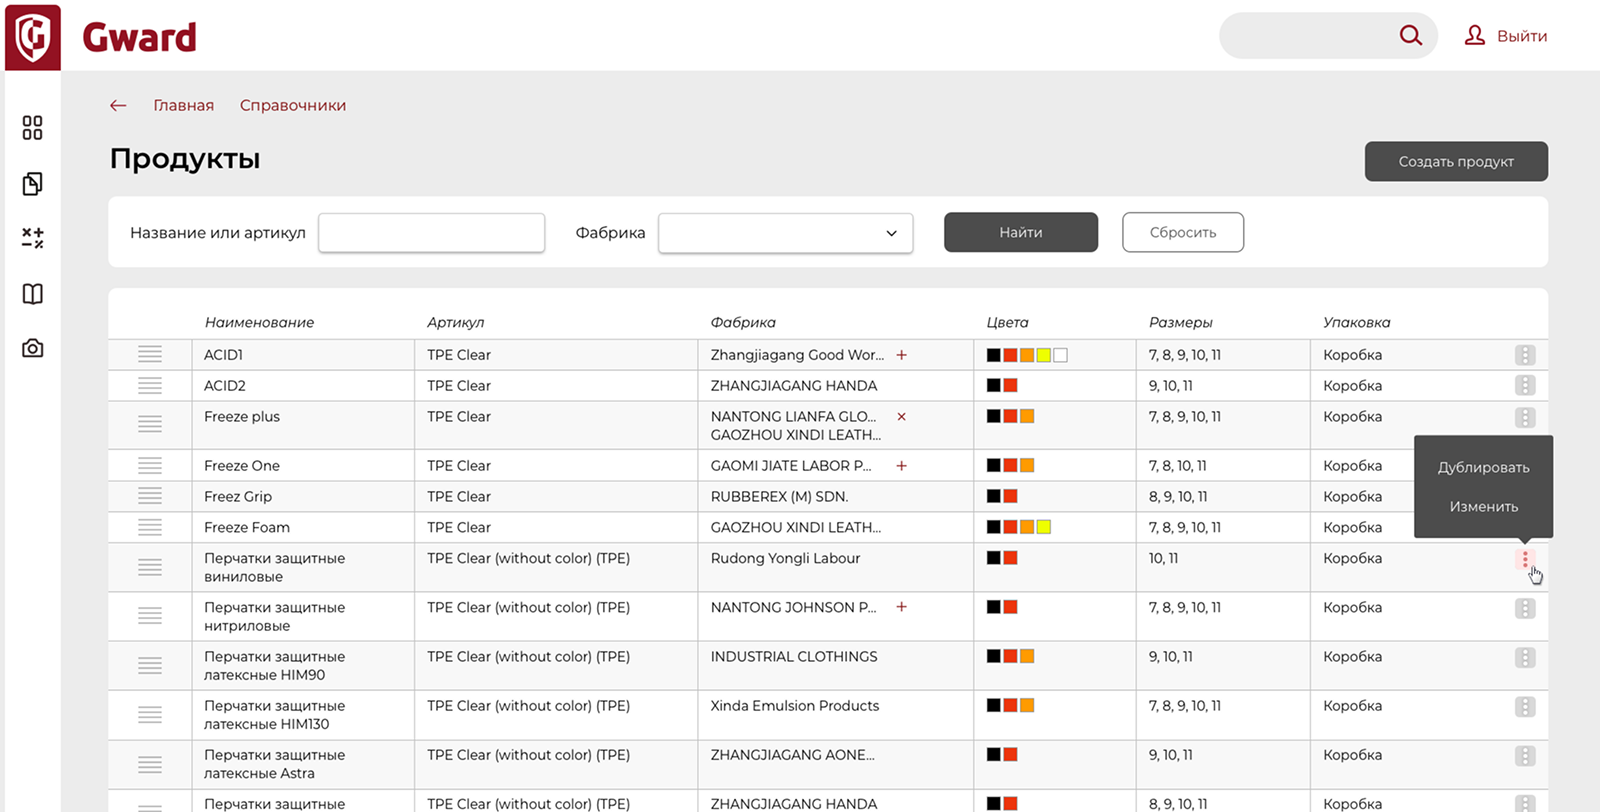 Gward
Выйти
Главная Справочники
Продукты
Создать продукт
Название или артикул
Фабрика
Найти
Сбросить
Наименование Артикул Фабрика Цвета Размеры Упаковка
ACID1 TPE Clear Zhangjiagang Good Wor... + 7, 8, 9, 10, 11 Коробка
ACID2 TPE Clear ZHANGJIAGANG HANDA 9, 10, 11 Коробка
Freeze plus TPE Clear NANTONG LIANFA GLO... × 7, 8, 9, 10, 11 Коробка
GAOZHOU XINDI LEATH...
Freeze One TPE Clear GAOMI JIATE LABOR P... + 7, 8, 10, 11 Коробка
Freez Grip TPE Clear RUBBEREX (M) SDN. 8, 9, 10, 11 Коробка
Freeze Foam TPE Clear GAOZHOU XINDI LEATH... 7, 8, 9, 10, 11 Коробка
Дублировать
Изменить
Перчатки защитные TPE Clear (without color) (TPE) Rudong Yongli Labour 10, 11 Коробка
виниловые
Перчатки защитные TPE Clear (without color) (TPE) NANTONG JOHNSON P... + 7, 8, 9, 10, 11 Коробка
нитриловые
Перчатки защитные TPE Clear (without color) (TPE) INDUSTRIAL CLOTHINGS 9, 10, 11 Коробка
латексные HIM90
Перчатки защитные TPE Clear (without color) (TPE) Xinda Emulsion Products 7, 8, 9, 10, 11 Коробка
латексные HIM130
Перчатки защитные TPE Clear (without color) (TPE) ZHANGJIAGANG AONE... 9, 10, 11 Коробка
латексные Astra
Перчатки защитные TPE Clear (without color) (TPE) ZHANGJIAGANG HANDA 8, 9, 10, 11 Коробка